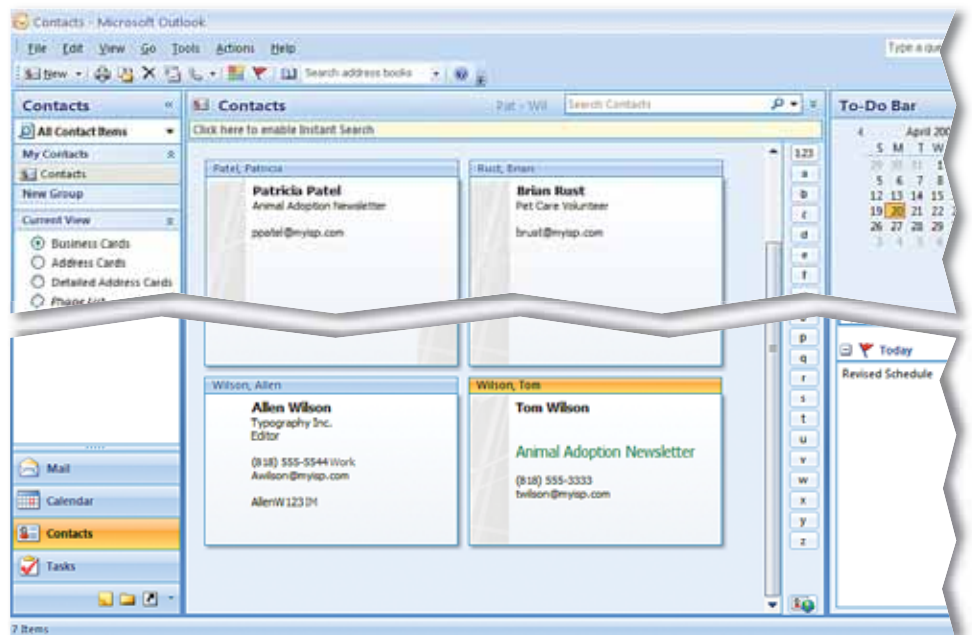 Contacts - Microsoft Outlook
File Edit View Go Tools Actions Help
Type a que
New Search address books
Contacts «
All Contact Items
My Contacts
Contacts
New Group
Current View
Business Cards
Address Cards
Detailed Address Cards
Phone List
Mail
Calendar
Contacts
Tasks
7 Items
Contacts Pat - Wil Search Contacts
Click here to enable Instant Search
Patel, Patricia
Patricia Patel
Animal Adoption Newsletter
ppatel@myisp.com
Rust, Brian
Brian Rust
Pet Care Volunteer
brust@myisp.com
Wilson, Allen
Allen Wilson
Typography Inc.
Editor
(818) 555-5544 Work
Awilson@myisp.com
AllenW123 IM
Wilson, Tom
Tom Wilson
Animal Adoption Newsletter
(818) 555-3333
twilson@myisp.com
123
a
b
c
d
e
f
p
q
r
s
t
u
v
w
x
y
z
To-Do Bar
April 200
S M T W
29 30 31 1
5 6 7 8
12 13 14 15
19 20 21 22
26 27 28 29
3 4 5 6
Today
Revised Schedule